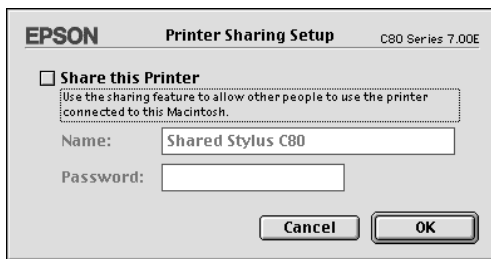 EPSON Printer Sharing Setup C80 Series 7.00E
Share this Printer
Use the sharing feature to allow other people to use the printer
connected to this Macintosh.
Name: Shared Stylus C80
Password:
Cancel OK